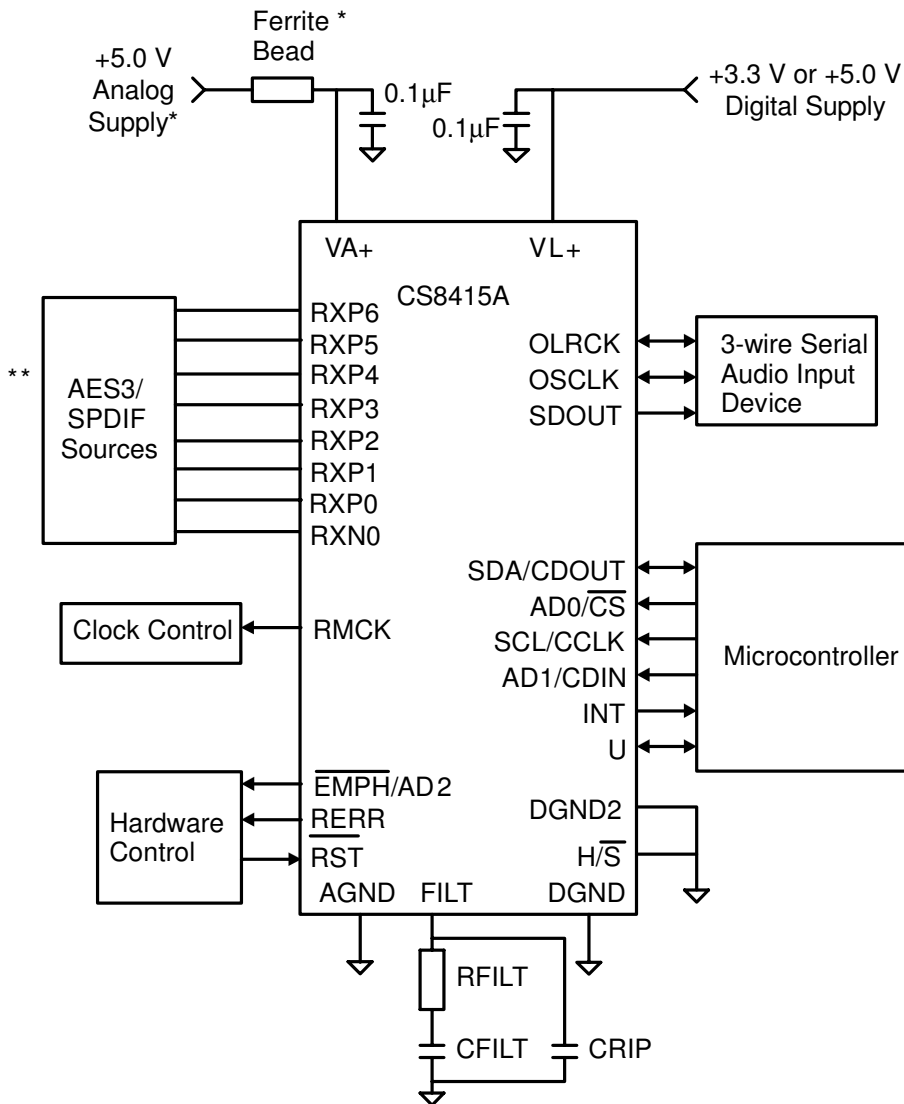 Ferrite *
Bead
+5.0 V
Analog
Supply*
0.1µF
0.1µF
+3.3 V or +5.0 V
Digital Supply
VA+
VL+
CS8415A
**
AES3/
SPDIF
Sources
RXP6
RXP5
RXP4
RXP3
RXP2
RXP1
RXP0
RXN0
OLRCK
OSCLK
SDOUT
3-wire Serial
Audio Input
Device
Clock Control
RMCK
SDA/CDOUT
AD0/C̅S̅
SCL/CCLK
AD1/CDIN
INT
U
Microcontroller
Hardware
Control
E̅M̅P̅H̅/AD2
RERR
R̅S̅T̅
DGND2
H/S̅
AGND
FILT
DGND
RFILT
CFILT
CRIP